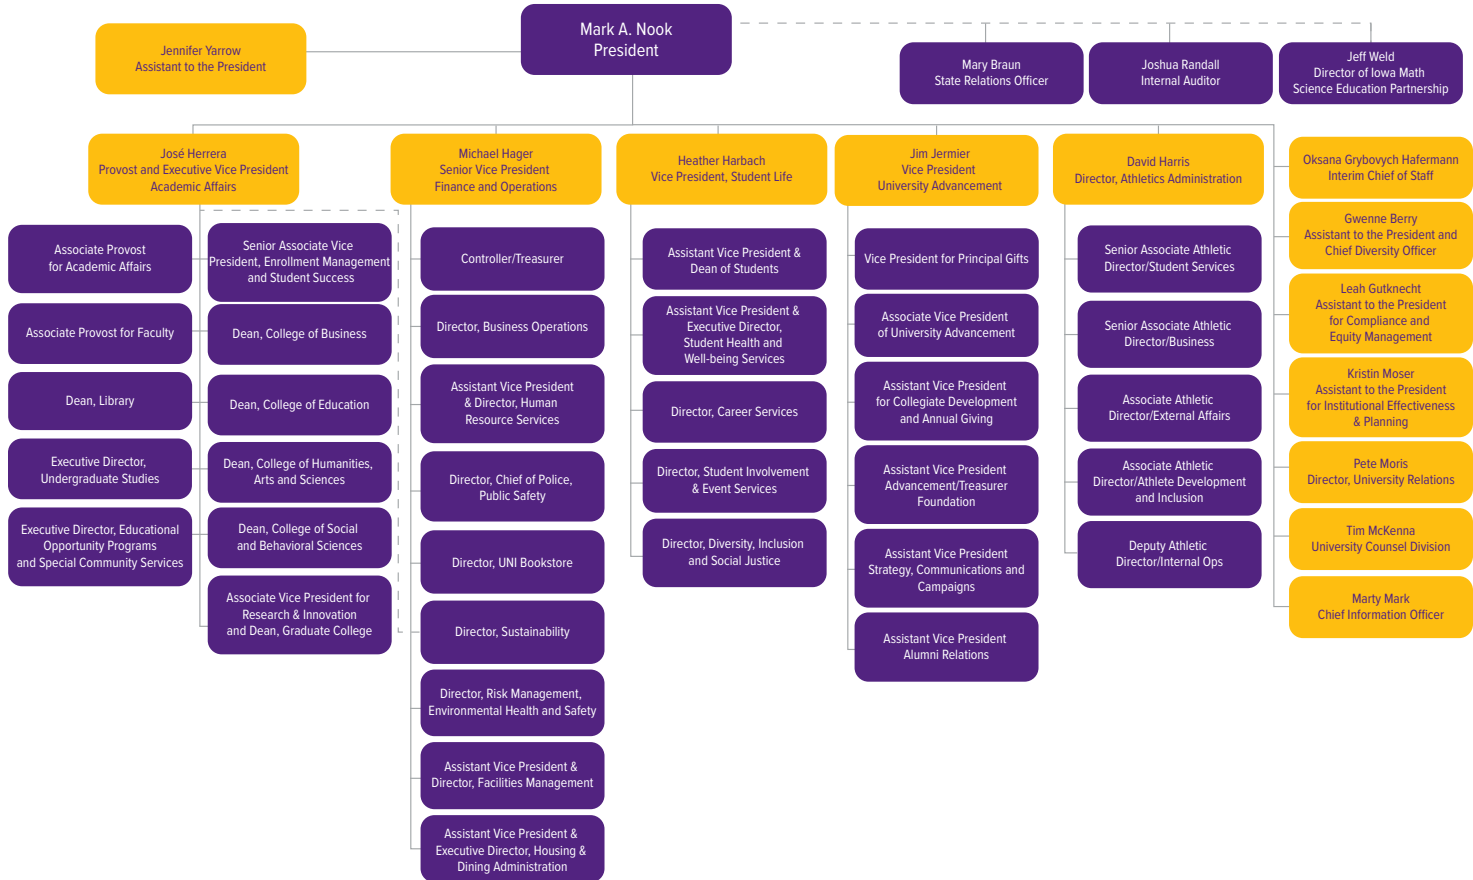 Mark A. Nook
President
Jennifer Yarrow
Assistant to the President
Mary Braun
State Relations Officer
Joshua Randall
Internal Auditor
Jeff Weld
Director of Iowa Math
Science Education Partnership
José Herrera
Provost and Executive Vice President
Academic Affairs
Michael Hager
Senior Vice President
Finance and Operations
Heather Harbach
Vice President, Student Life
Jim Jermier
Vice President
University Advancement
David Harris
Director, Athletics Administration
Oksana Grybovych Hafermann
Interim Chief of Staff
Gwenne Berry
Assistant to the President and
Chief Diversity Officer
Leah Gutknecht
Assistant to the President
for Compliance and
Equity Management
Kristin Moser
Assistant to the President
for Institutional Effectiveness
& Planning
Pete Moris
Director, University Relations
Tim McKenna
University Counsel Division
Marty Mark
Chief Information Officer
Associate Provost
for Academic Affairs
Associate Provost for Faculty
Dean, Library
Executive Director,
Undergraduate Studies
Executive Director, Educational
Opportunity Programs
and Special Community Services
Senior Associate Vice
President, Enrollment Management
and Student Success
Dean, College of Business
Dean, College of Education
Dean, College of Humanities,
Arts and Sciences
Dean, College of Social
and Behavioral Sciences
Associate Vice President for
Research & Innovation
and Dean, Graduate College
Controller/Treasurer
Director, Business Operations
Assistant Vice President
& Director, Human
Resource Services
Director, Chief of Police,
Public Safety
Director, UNI Bookstore
Director, Sustainability
Director, Risk Management,
Environmental Health and Safety
Assistant Vice President &
Director, Facilities Management
Assistant Vice President &
Executive Director, Housing &
Dining Administration
Assistant Vice President &
Dean of Students
Assistant Vice President &
Executive Director,
Student Health and
Well-being Services
Director, Career Services
Director, Student Involvement
& Event Services
Director, Diversity, Inclusion
and Social Justice
Vice President for Principal Gifts
Associate Vice President
of University Advancement
Assistant Vice President
for Collegiate Development
and Annual Giving
Assistant Vice President
Advancement/Treasurer
Foundation
Assistant Vice President
Strategy, Communications and
Campaigns
Assistant Vice President
Alumni Relations
Senior Associate Athletic
Director/Student Services
Senior Associate Athletic
Director/Business
Associate Athletic
Director/External Affairs
Associate Athletic
Director/Athlete Development
and Inclusion
Deputy Athletic
Director/Internal Ops